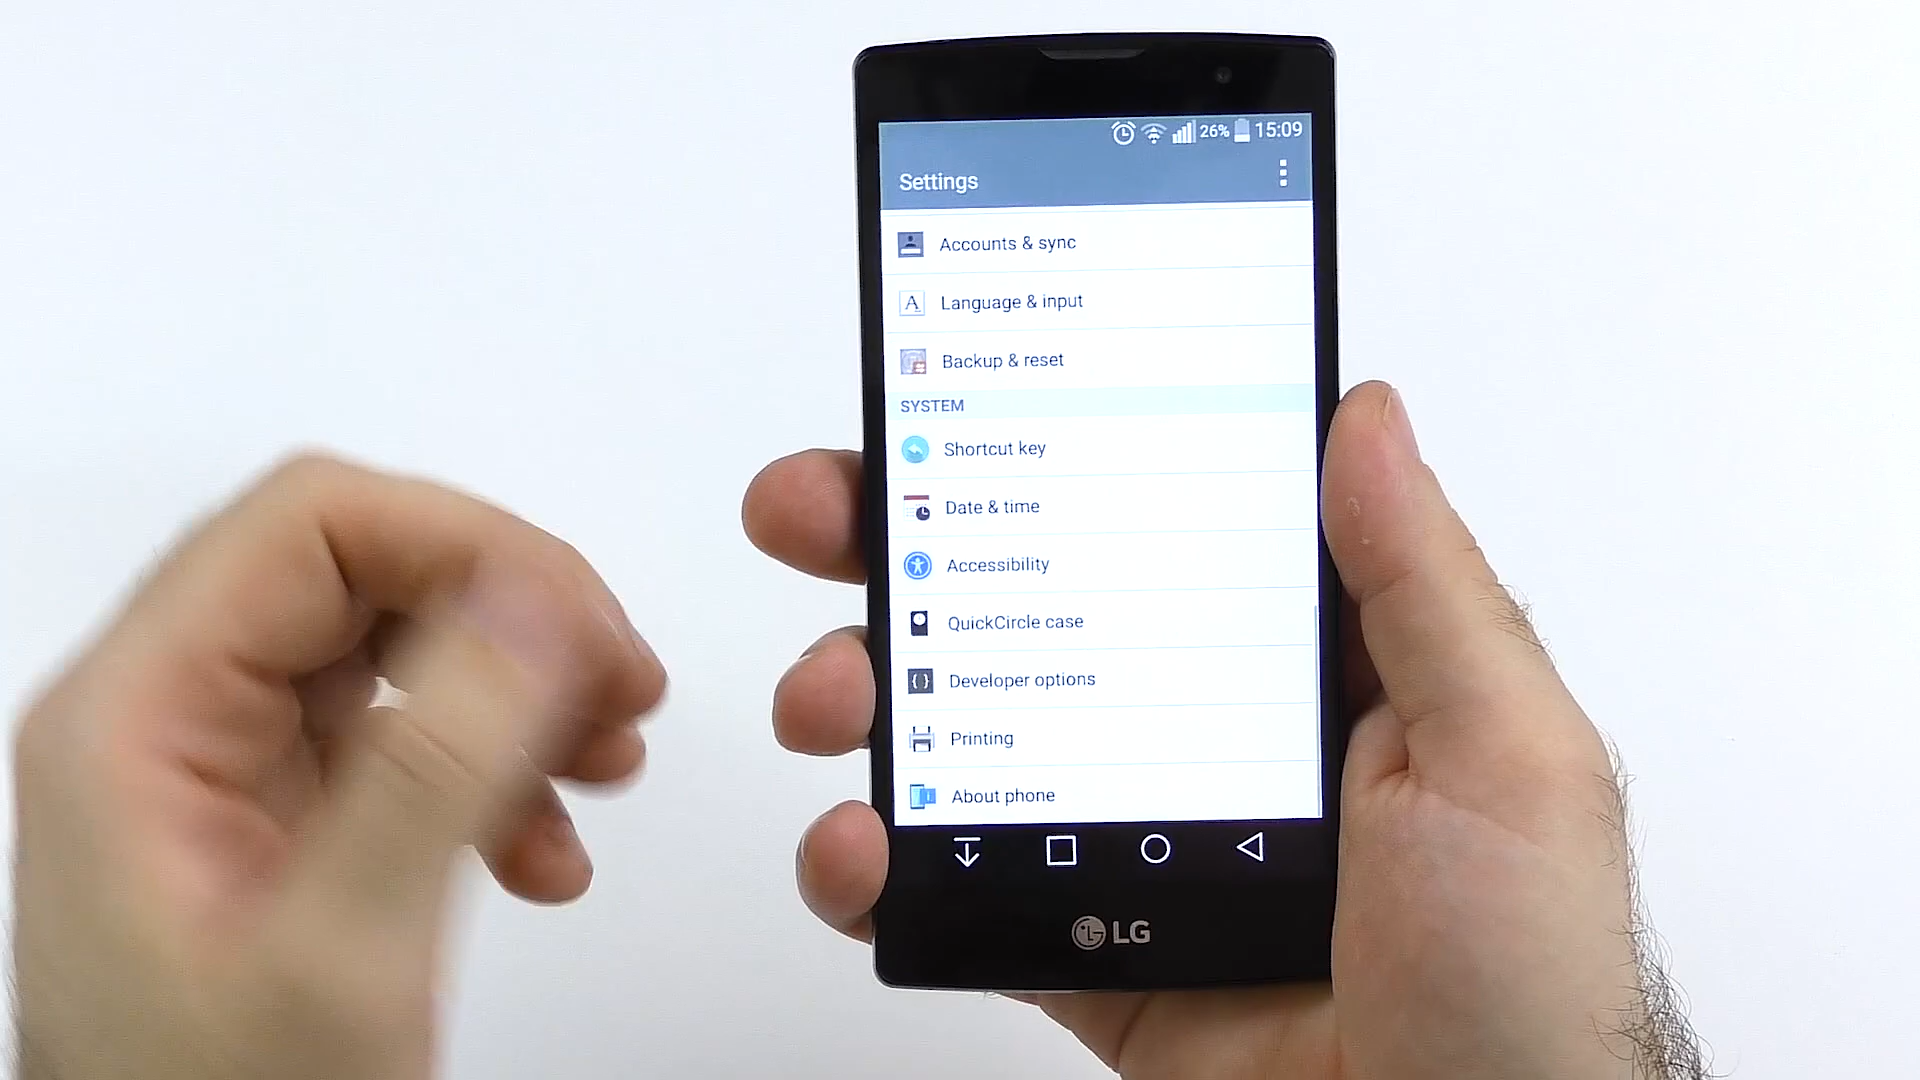 26% 15:09
Settings
Accounts & sync
Language & input
Backup & reset
SYSTEM
Shortcut key
Date & time
Accessibility
QuickCircle case
Developer options
Printing
About phone
LG